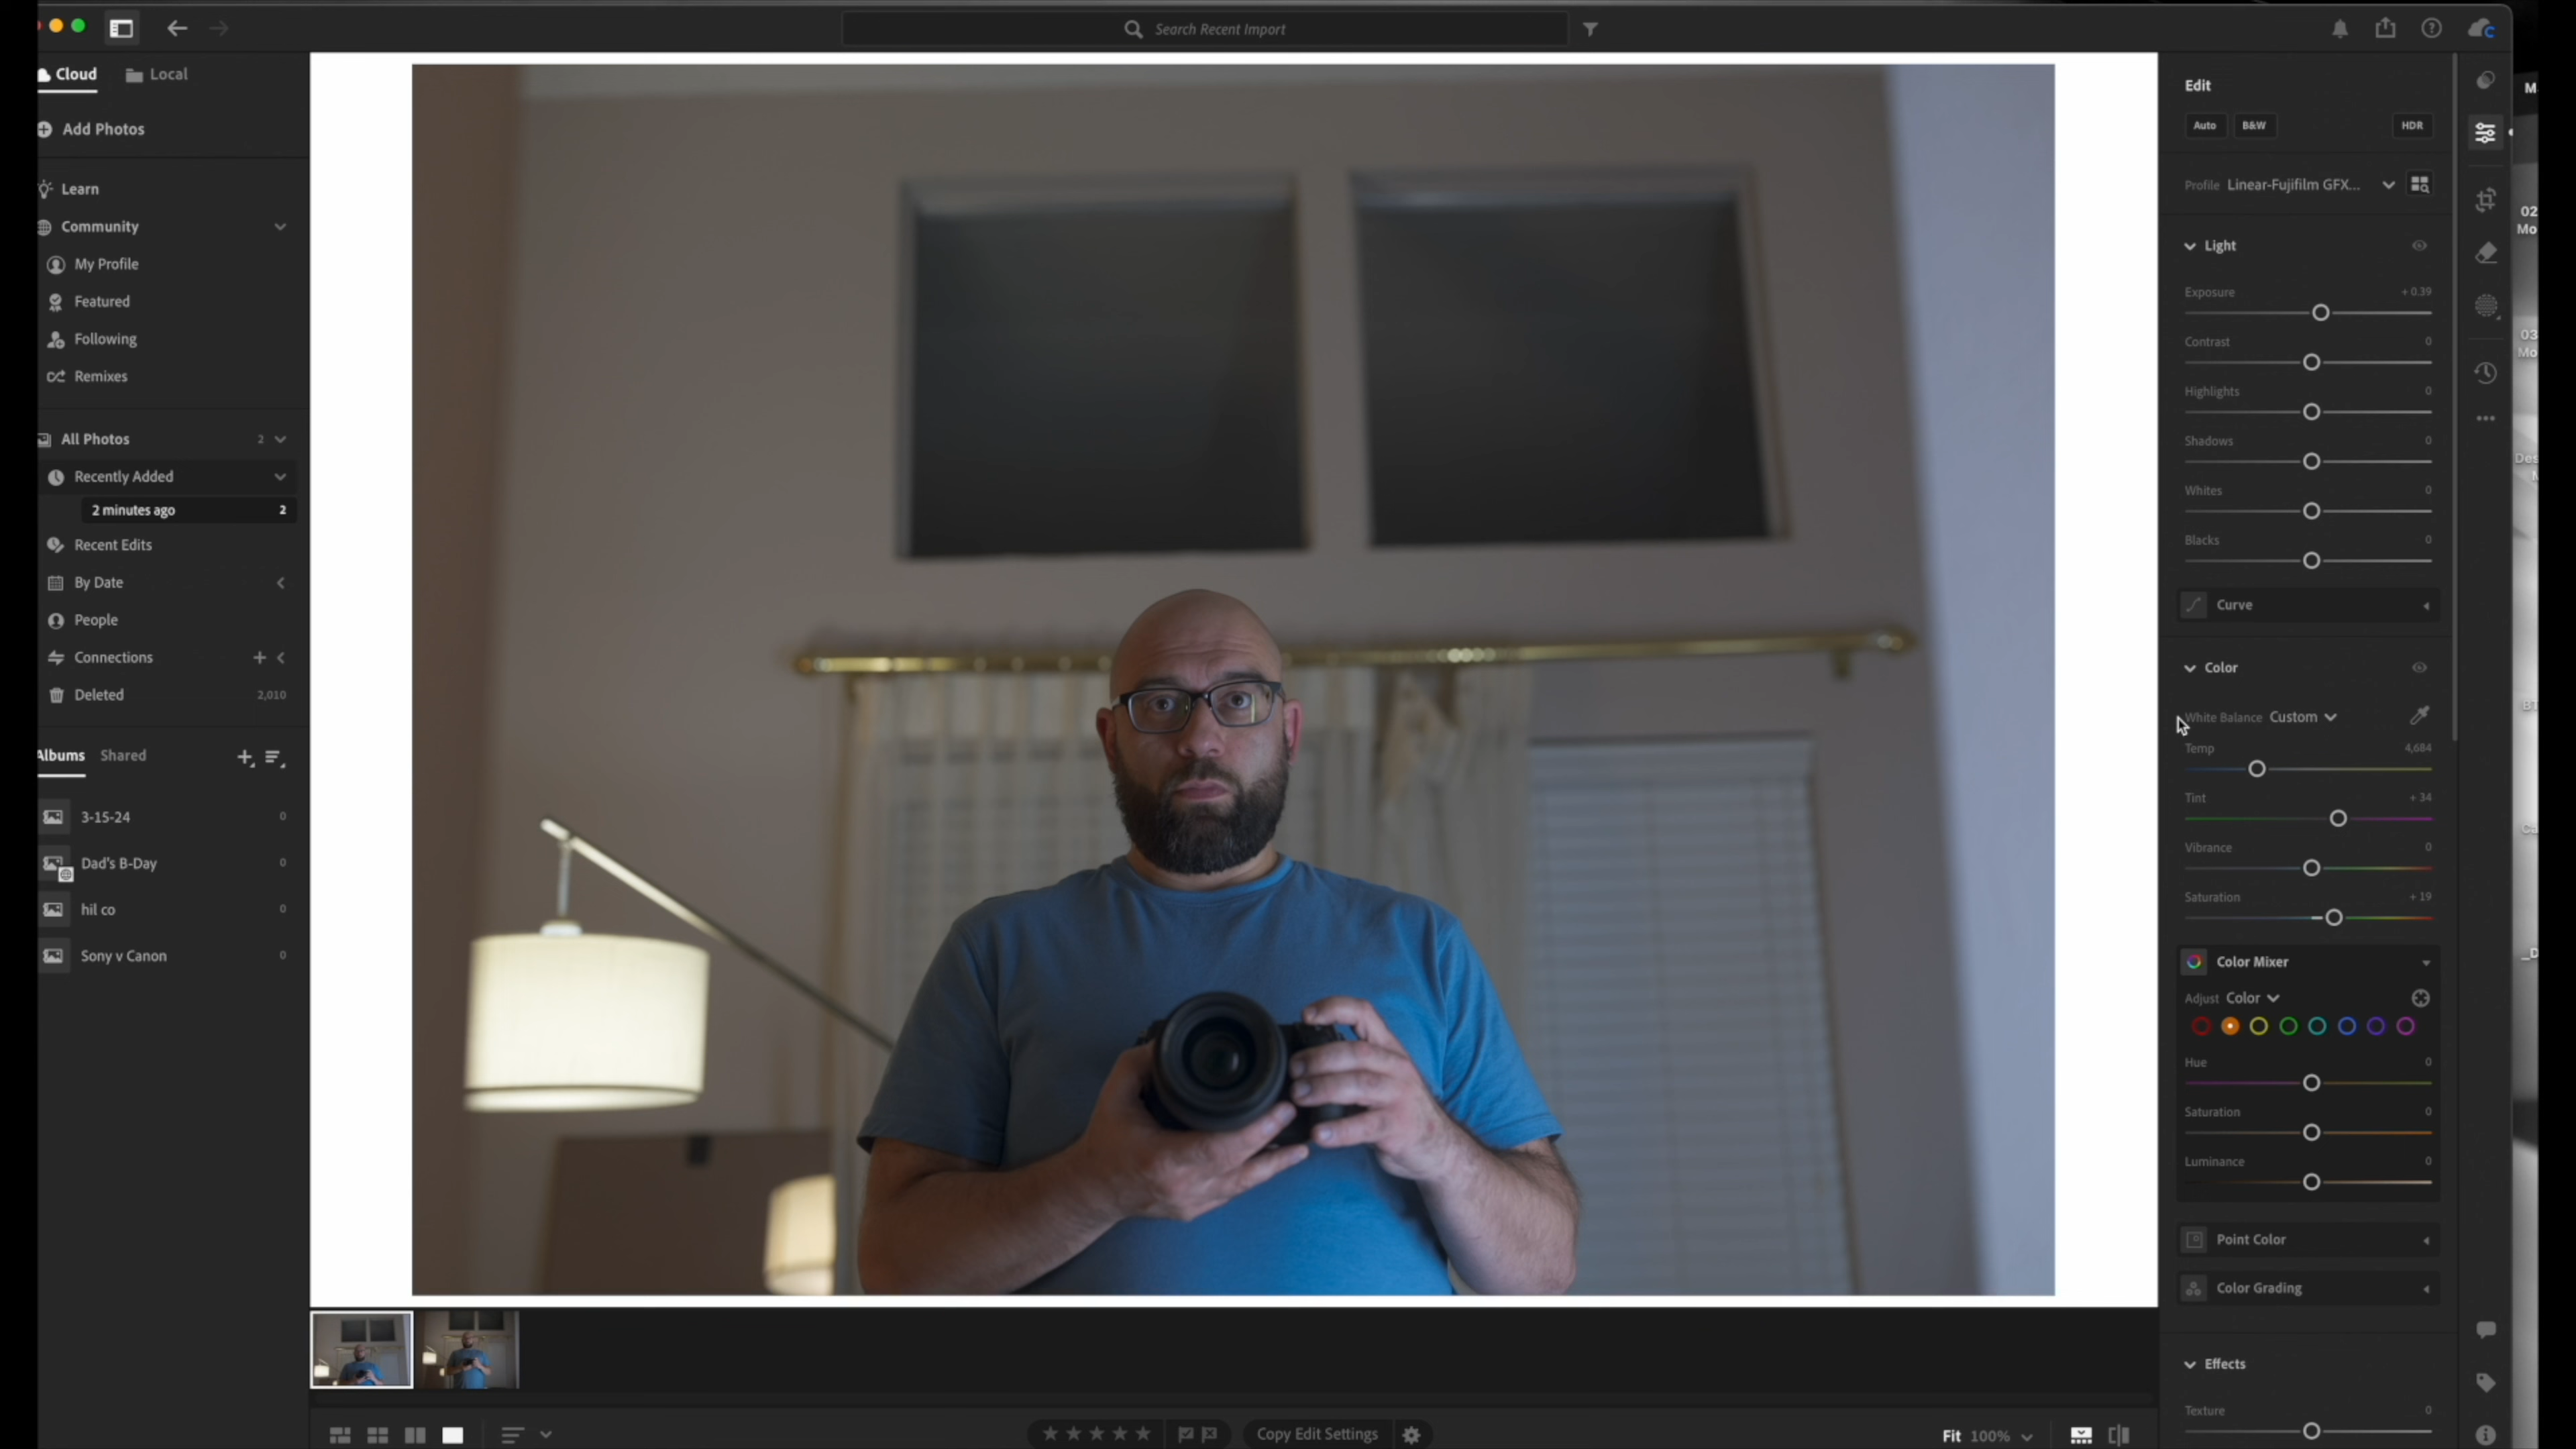 Search Recent Import
Cloud
Local
Add Photos
Learn
Community
My Profile
Featured
Following
Remixes
All Photos 2
Recently Added
2 minutes ago 2
Recent Edits
By Date
People
Connections
Deleted 2,010
Albums Shared
3-15-24 0
Dad's B-Day 0
hil co 0
Sony v Canon 0
Copy Edit Settings
Fit 100%
Edit
Auto B&W HDR
Profile Linear-Fujifilm GFX...
Light
Exposure + 0.39
Contrast 0
Highlights 0
Shadows 0
Whites 0
Blacks 0
Curve
Color
White Balance Custom
Temp 4,684
Tint + 34
Vibrance 0
Saturation + 19
Color Mixer
Adjust Color
Hue 0
Saturation 0
Luminance 0
Point Color
Color Grading
Effects
Texture 0
02
Mo
03
Mo